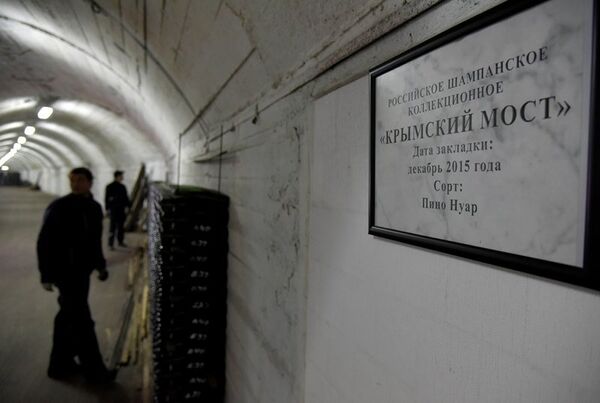 РОССИЙСКОЕ ШАМПАНСКОЕ
КОЛЛЕКЦИОННОЕ
«КРЫМСКИЙ МОСТ»
Дата закладки:
декабрь 2015 года
Сорт:
Пино Нуар